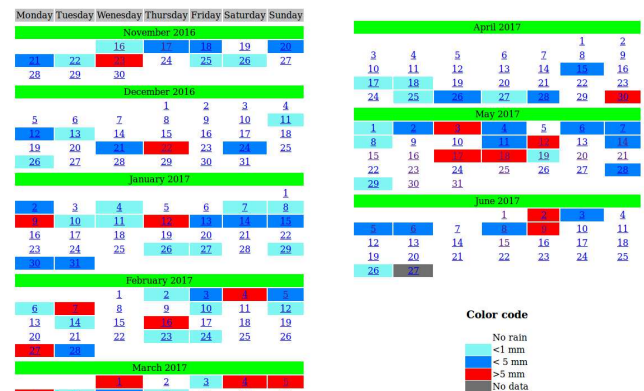 Monday Tuesday Wenesday Thursday Friday Saturday Sunday
November 2016
16 17 18 19 20
21 22 23 24 25 26 27
28 29 30
December 2016
1 2 3 4
5 6 7 8 9 10 11
12 13 14 15 16 17 18
19 20 21 22 23 24 25
26 27 28 29 30 31
January 2017
1
2 3 4 5 6 7 8
9 10 11 12 13 14 15
16 17 18 19 20 21 22
23 24 25 26 27 28 29
30 31
February 2017
1 2 3 4 5
6 7 8 9 10 11 12
13 14 15 16 17 18 19
20 21 22 23 24 25 26
27 28
March 2017
1 2 3 4 5
April 2017
1 2
3 4 5 6 7 8 9
10 11 12 13 14 15 16
17 18 19 20 21 22 23
24 25 26 27 28 29 30
May 2017
1 2 3 4 5 6 7
8 9 10 11 12 13 14
15 16 17 18 19 20 21
22 23 24 25 26 27 28
29 30 31
June 2017
1 2 3 4
5 6 7 8 9 10 11
12 13 14 15 16 17 18
19 20 21 22 23 24 25
26 27
Color code
No rain
<1 mm
< 5 mm
>5 mm
No data